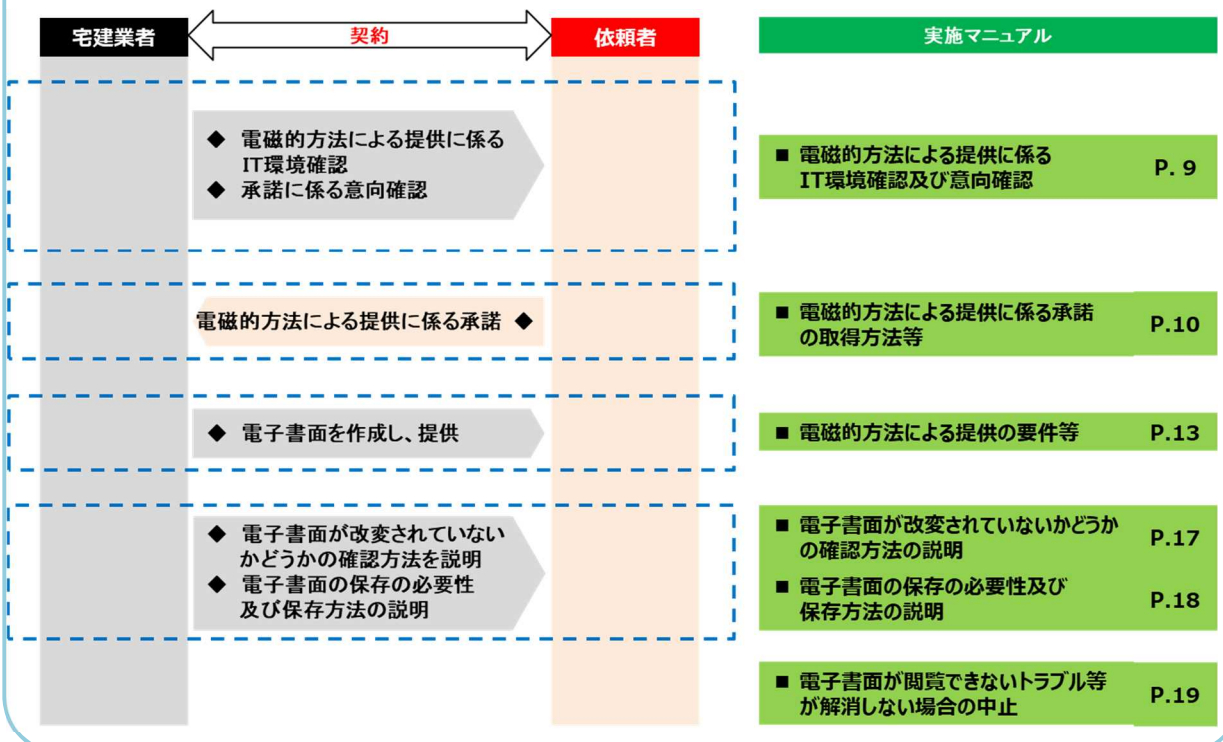 宅建業者
契約
依頼者
実施マニュアル
◆ 電磁的方法による提供に係る
IT環境確認
◆ 承諾に係る意向確認
■ 電磁的方法による提供に係る
IT環境確認及び意向確認
P. 9
電磁的方法による提供に係る承諾 ◆
■ 電磁的方法による提供に係る承諾
の取得方法等
P.10
◆ 電子書面を作成し、提供
■ 電磁的方法による提供の要件等
P.13
◆ 電子書面が改変されていない
かどうかの確認方法を説明
◆ 電子書面の保存の必要性
及び保存方法の説明
■ 電子書面が改変されていないかどうか
の確認方法の説明
P.17
■ 電子書面の保存の必要性及び
保存方法の説明
P.18
■ 電子書面が閲覧できないトラブル等
が解消しない場合の中止
P.19